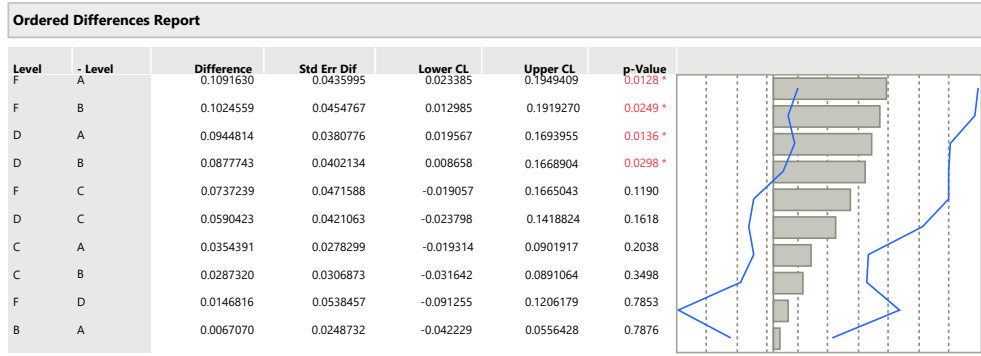 Ordered Differences Report
Level - Level Difference Std Err Dif Lower CL Upper CL p-Value
F A 0.1091630 0.0435995 0.023385 0.1949409 0.0128 *
F B 0.1024559 0.0454767 0.012985 0.1919270 0.0249 *
D A 0.0944814 0.0380776 0.019567 0.1693955 0.0136 *
D B 0.0877743 0.0402134 0.008658 0.1668904 0.0298 *
F C 0.0737239 0.0471588 -0.019057 0.1665043 0.1190
D C 0.0590423 0.0421063 -0.023798 0.1418824 0.1618
C A 0.0354391 0.0278299 -0.019314 0.0901917 0.2038
C B 0.0287320 0.0306873 -0.031642 0.0891064 0.3498
F D 0.0146816 0.0538457 -0.091255 0.1206179 0.7853
B A 0.0067070 0.0248732 -0.042229 0.0556428 0.7876